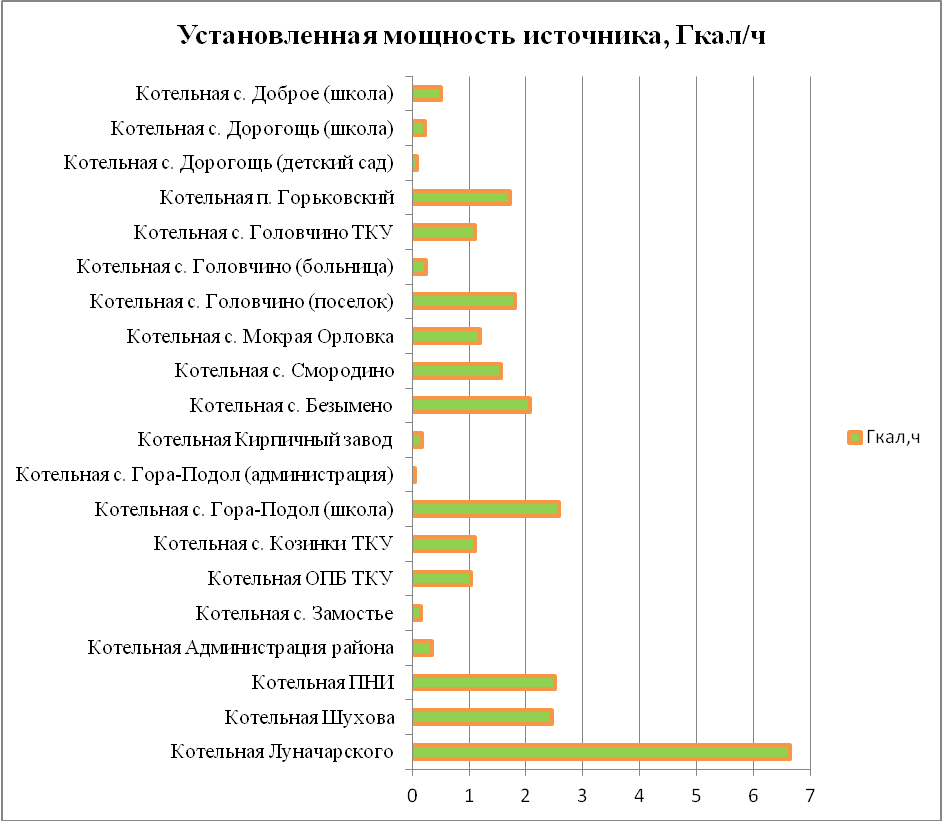 Установленная мощность источника, Гкал/ч
Котельная с. Доброе (школа)
Котельная с. Дорогощь (школа)
Котельная с. Дорогощь (детский сад)
Котельная п. Горьковский
Котельная с. Головчино ТКУ
Котельная с. Головчино (больница)
Котельная с. Головчино (поселок)
Котельная с. Мокрая Орловка
Котельная с. Смородино
Котельная с. Безымено
Котельная Кирпичный завод
Котельная с. Гора-Подол (администрация)
Котельная с. Гора-Подол (школа)
Котельная с. Козинки ТКУ
Котельная ОПБ ТКУ
Котельная с. Замостье
Котельная Администрация района
Котельная ПНИ
Котельная Шухова
Котельная Луначарского
0 1 2 3 4 5 6 7
Гкал,ч